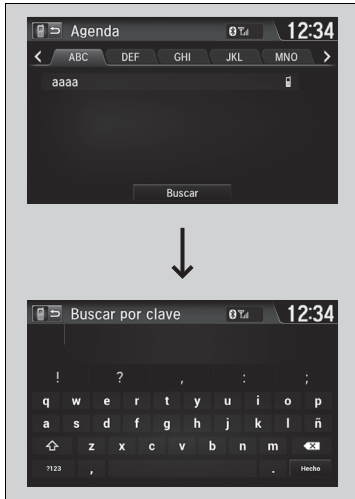 Agenda 12:34
ABC DEF GHI JKL MNO
aaaa
Buscar
Buscar por clave 12:34
! ? , : ;
q w e r t y u i o p
a s d f g h j k l ñ
z x c v b n m
?123 , . Hecho